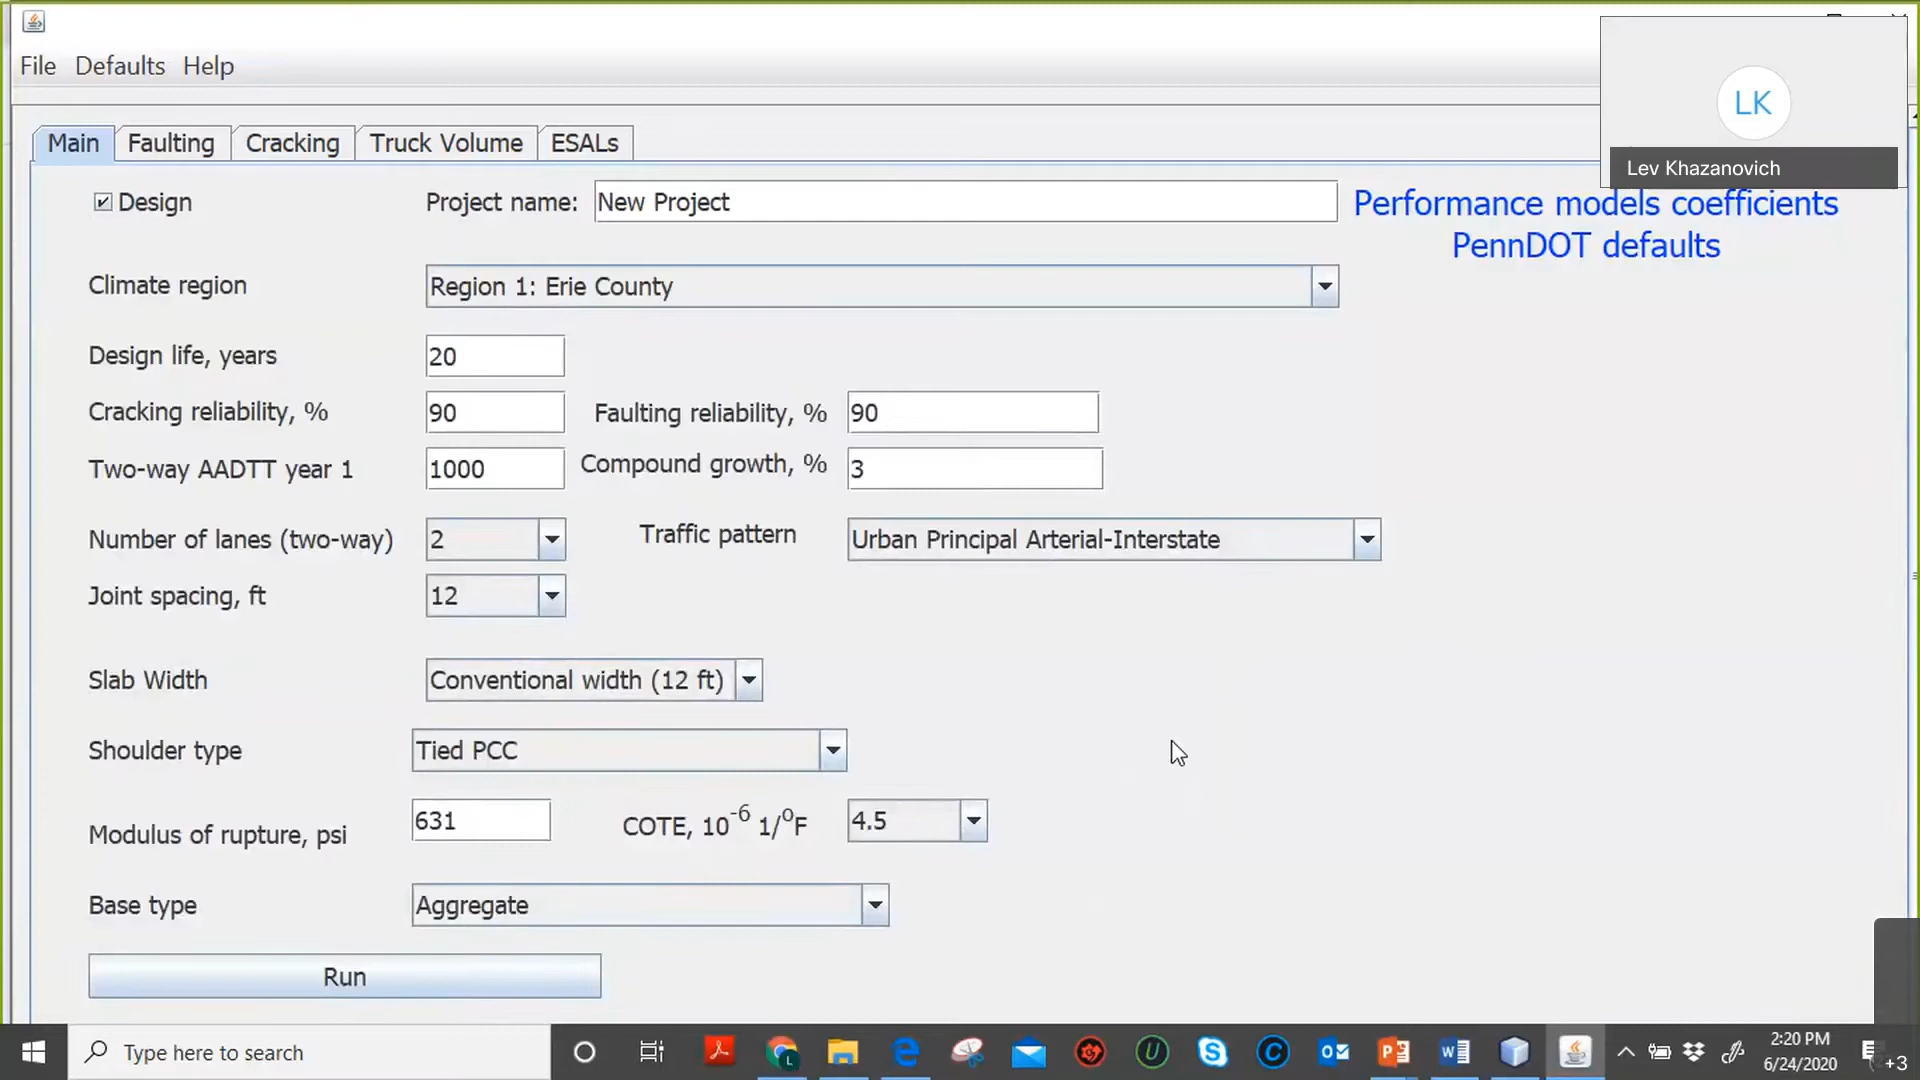 File Defaults Help
LK
Lev Khazanovich
Main Faulting Cracking Truck Volume ESALs
Design Project name: New Project
Performance models coefficients
PennDOT defaults
Climate region Region 1: Erie County
Design life, years 20
Cracking reliability, % 90 Faulting reliability, % 90
Two-way AADTT year 1 1000 Compound growth, % 3
Number of lanes (two-way) 2 Traffic pattern Urban Principal Arterial-Interstate
Joint spacing, ft 12
Slab Width Conventional width (12 ft)
Shoulder type Tied PCC
Modulus of rupture, psi 631 COTE, 10⁻⁶ 1/ºF 4.5
Base type Aggregate
Run
Type here to search
2:20 PM
6/24/2020
+3